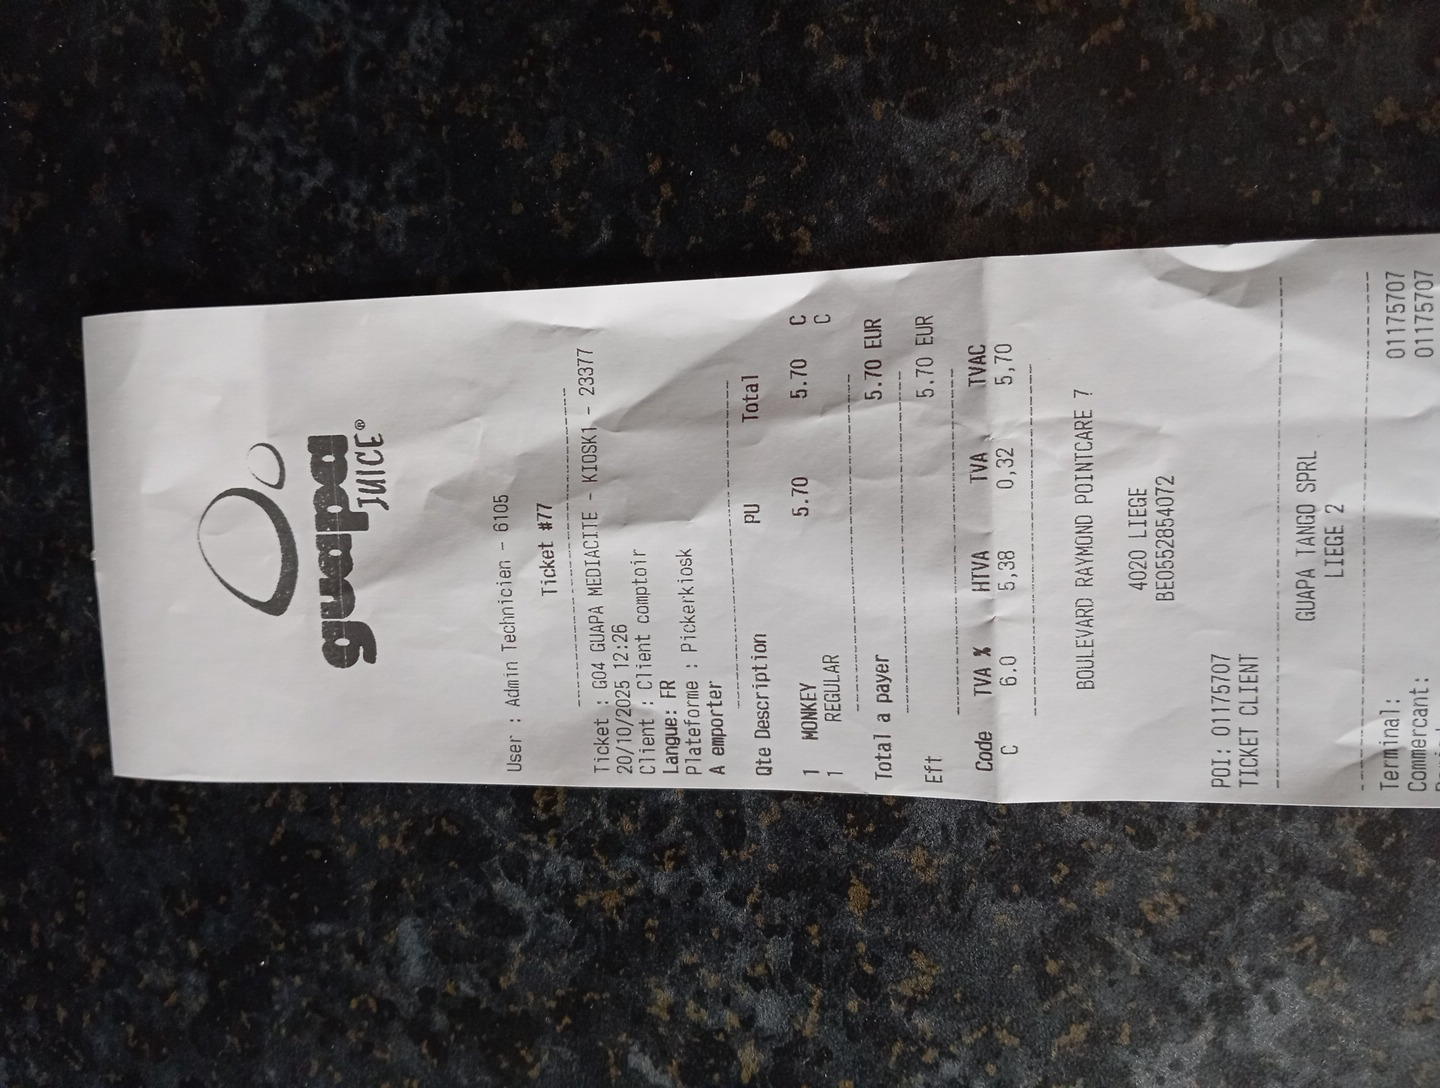 guapa
JUICE®
User : Admin Technicien - 6105
Ticket #77
Ticket : G04 GUAPA MEDIACITE - KIOSK1 - 23377
20/10/2025 12:26
Client : Client comptoir
Langue: FR
Plateforme : Pickerkiosk
A emporter
Qte Description PU Total
1 MONKEY 5.70 5.70 C
1 REGULAR C
Total a payer 5.70 EUR
Eft 5.70 EUR
Code TVA % HTVA TVA TVAC
C 6.0 5,38 0,32 5,70
BOULEVARD RAYMOND POINTCARE 7
4020 LIEGE
BE0552854072
POI: 01175707
TICKET CLIENT
GUAPA TANGO SPRL
LIEGE 2
Terminal: 01175707
Commercant: 01175707